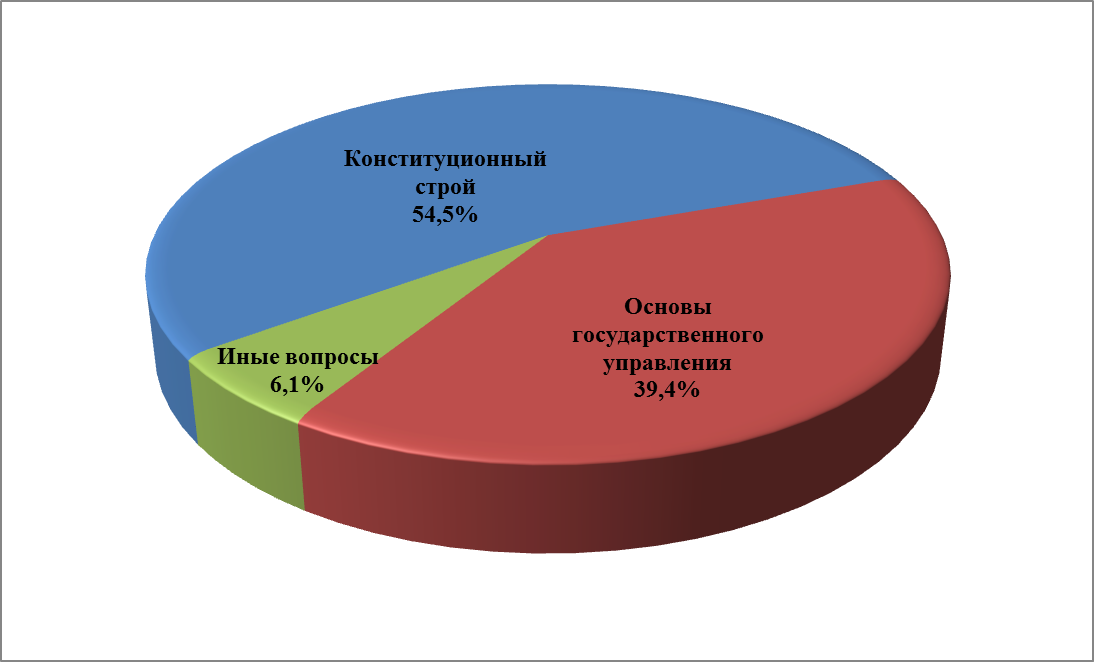 Конституционный
строй
54,5%
Основы
государственного
управления
39,4%
Иные вопросы
6,1%